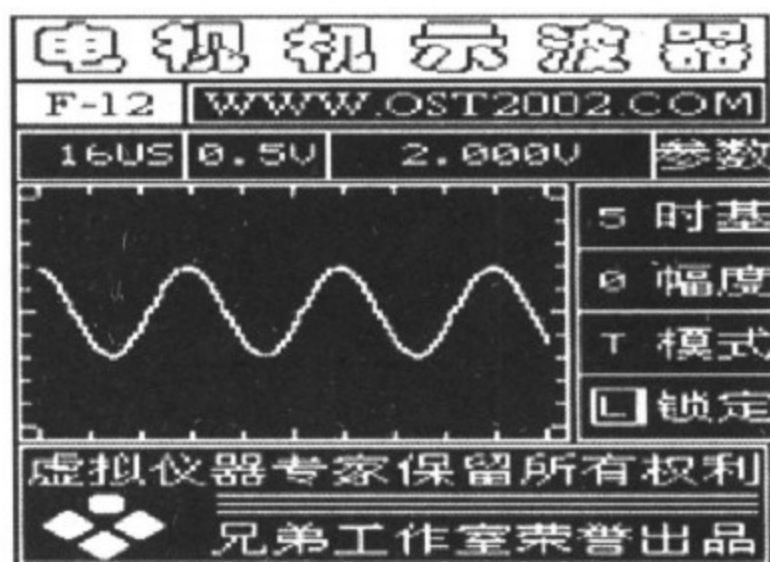 电视机示波器
F-12 WWW.OST2002.COM
16US 0.5V 2.000V 参数
S 时基
0 幅度
T 模式
L 锁定
虚拟仪器专家保留所有权利
兄弟工作室荣誉出品